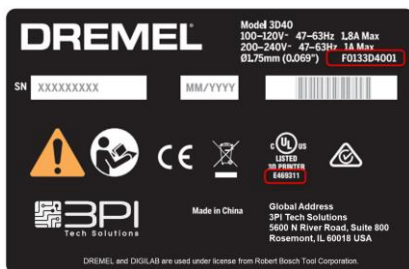 DREMEL®
Model 3D40
100-120V~ 47-63Hz 1,8A Max
200-240V~ 47-63Hz 1A Max
Ø1.75mm (0.069") F0133D4001
SN XXXXXXXXX MM/YYYY
CE
C UL US
LISTED
3D PRINTER
E469311
3PI
Tech Solutions
Made in China
Global Address
3PI Tech Solutions
5600 N River Road, Suite 800
Rosemont, IL 60018 USA
DREMEL and DIGILAB are used under license from Robert Bosch Tool Corporation.